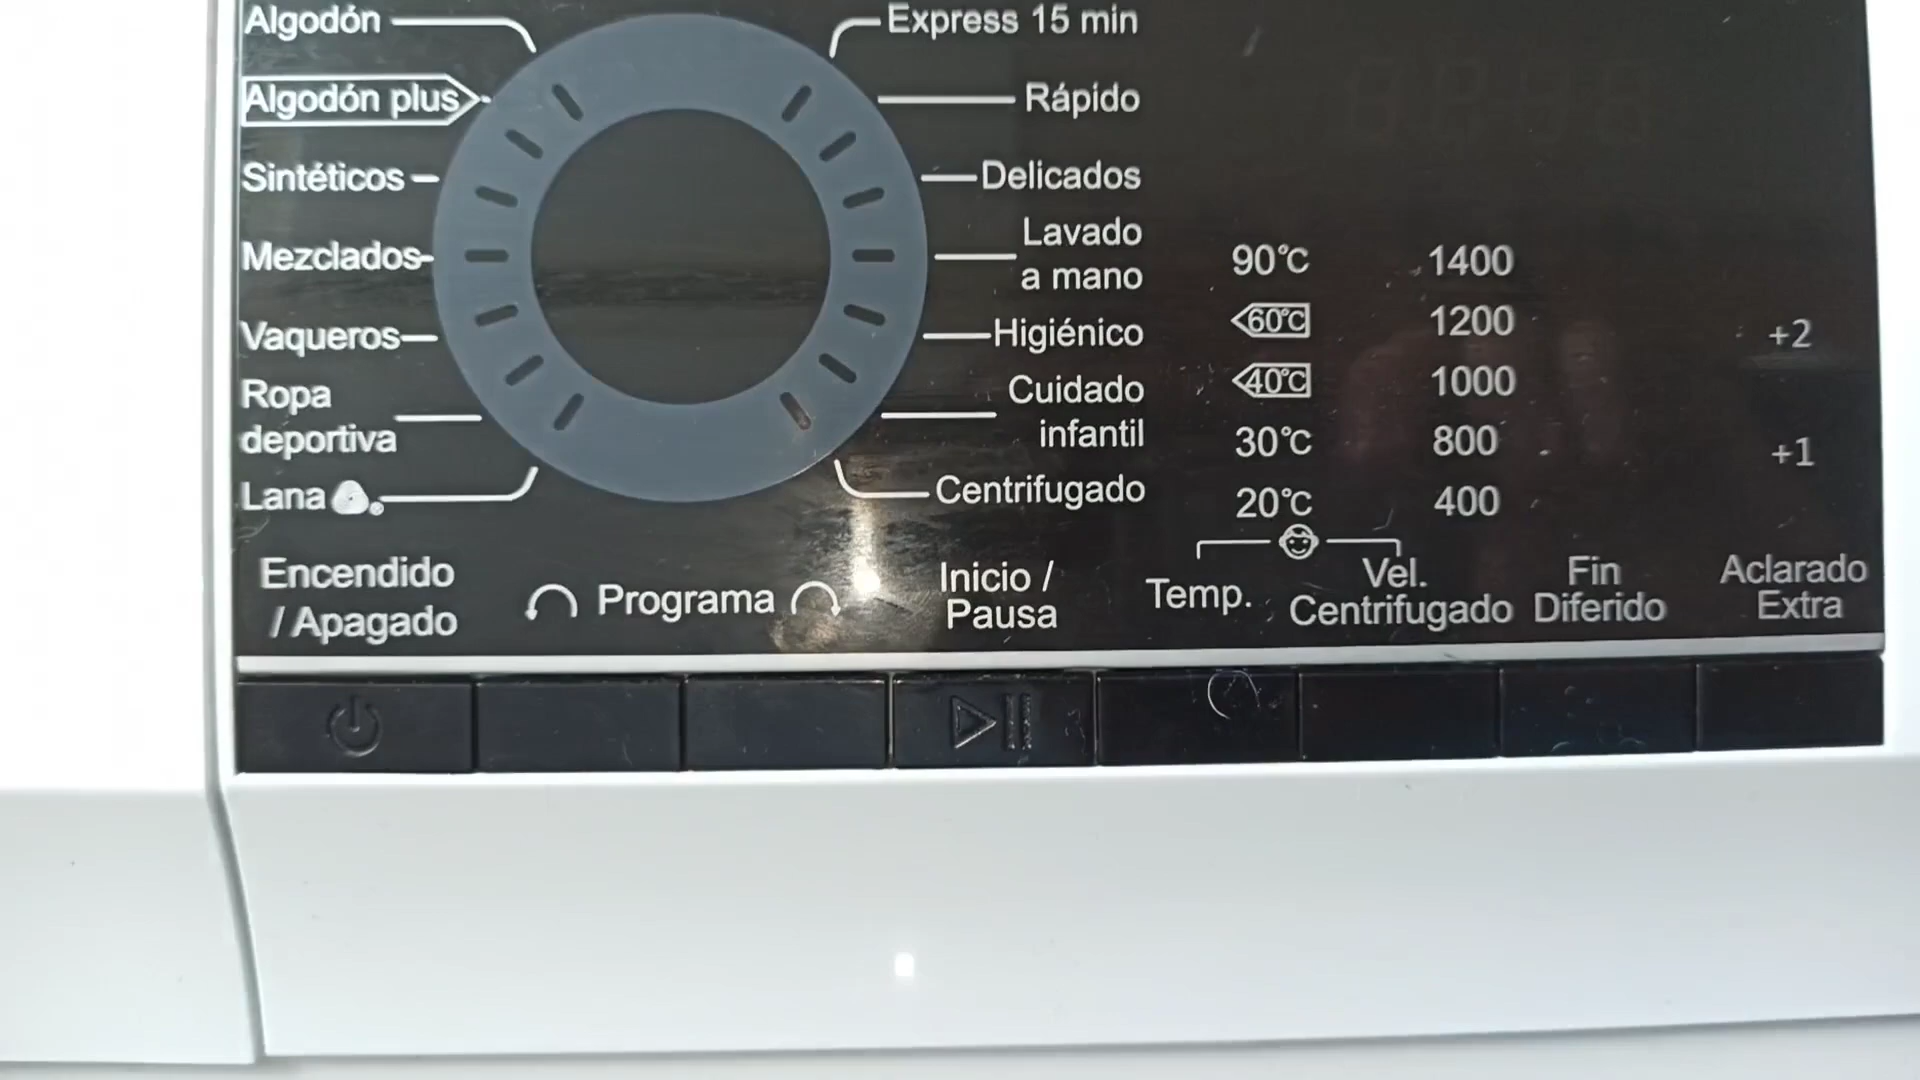 Algodón
Algodón plus
Sintéticos
Mezclados
Vaqueros
Ropa
deportiva
Lana
Express 15 min
Rápido
Delicados
Lavado
a mano
Higiénico
Cuidado
infantil
Centrifugado
90°C
60°C
40°C
30°C
20°C
1400
1200
1000
800
400
+2
+1
Encendido
/ Apagado
Programa
Inicio /
Pausa
Temp.
Vel.
Centrifugado
Fin
Diferido
Aclarado
Extra